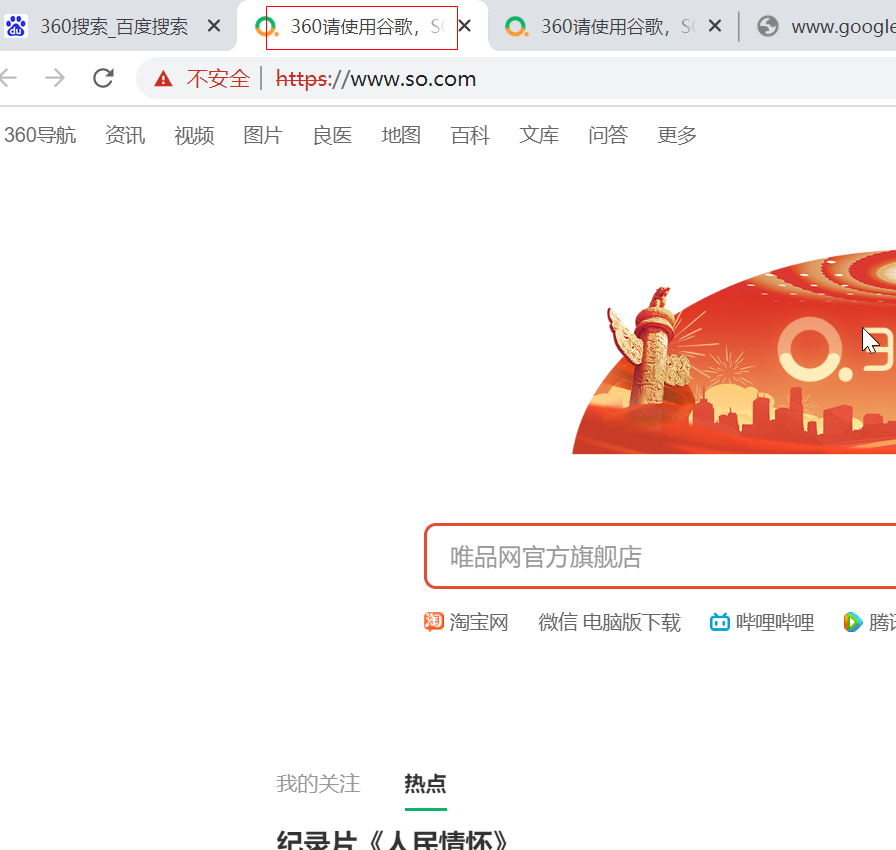 360搜索_百度搜索
360请使用谷歌，SO
360请使用谷歌，SO
www.google
不安全 | https://www.so.com
360导航 资讯 视频 图片 良医 地图 百科 文库 问答 更多
唯品网官方旗舰店
淘 淘宝网 微信 电脑版下载 哔哩哔哩 腾讯
我的关注 热点
纪录片《人民情怀》